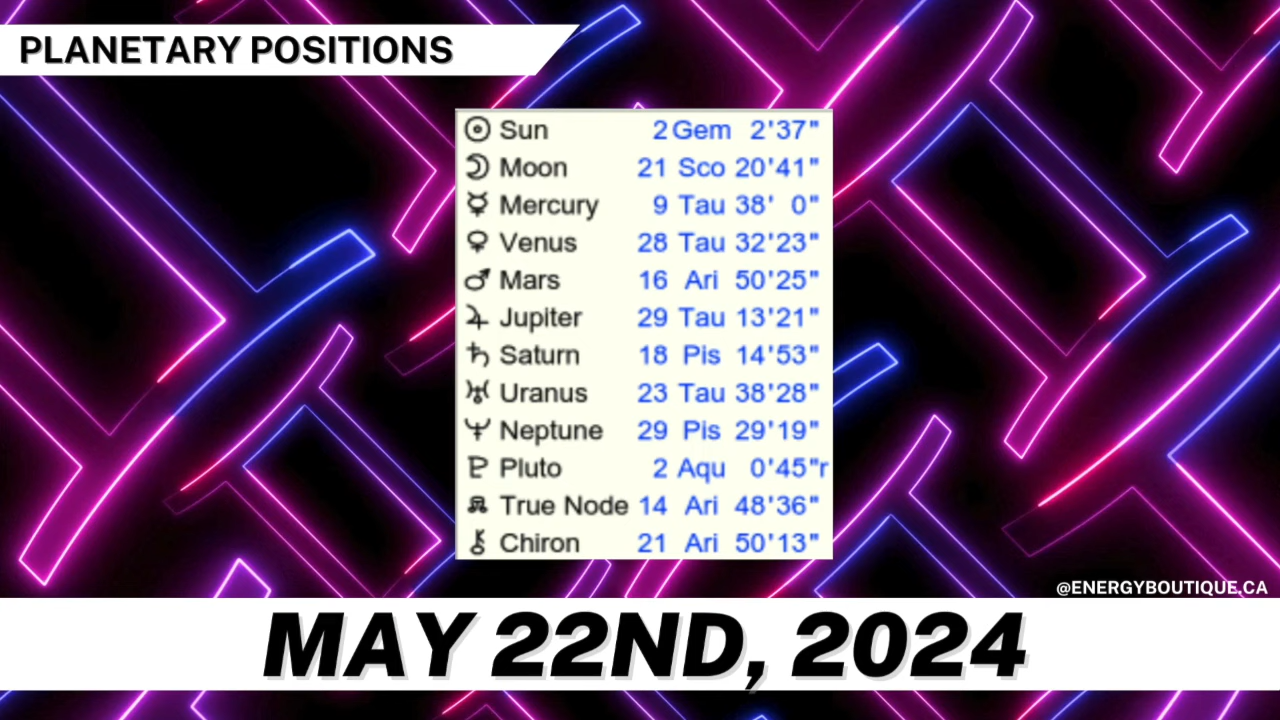 PLANETARY POSITIONS
Sun 2 Gem 2'37"
Moon 21 Sco 20'41"
Mercury 9 Tau 38' 0"
Venus 28 Tau 32'23"
Mars 16 Ari 50'25"
Jupiter 29 Tau 13'21"
Saturn 18 Pis 14'53"
Uranus 23 Tau 38'28"
Neptune 29 Pis 29'19"
Pluto 2 Aqu 0'45"r
True Node 14 Ari 48'36"
Chiron 21 Ari 50'13"
@ENERGYBOUTIQUE.CA
MAY 22ND, 2024